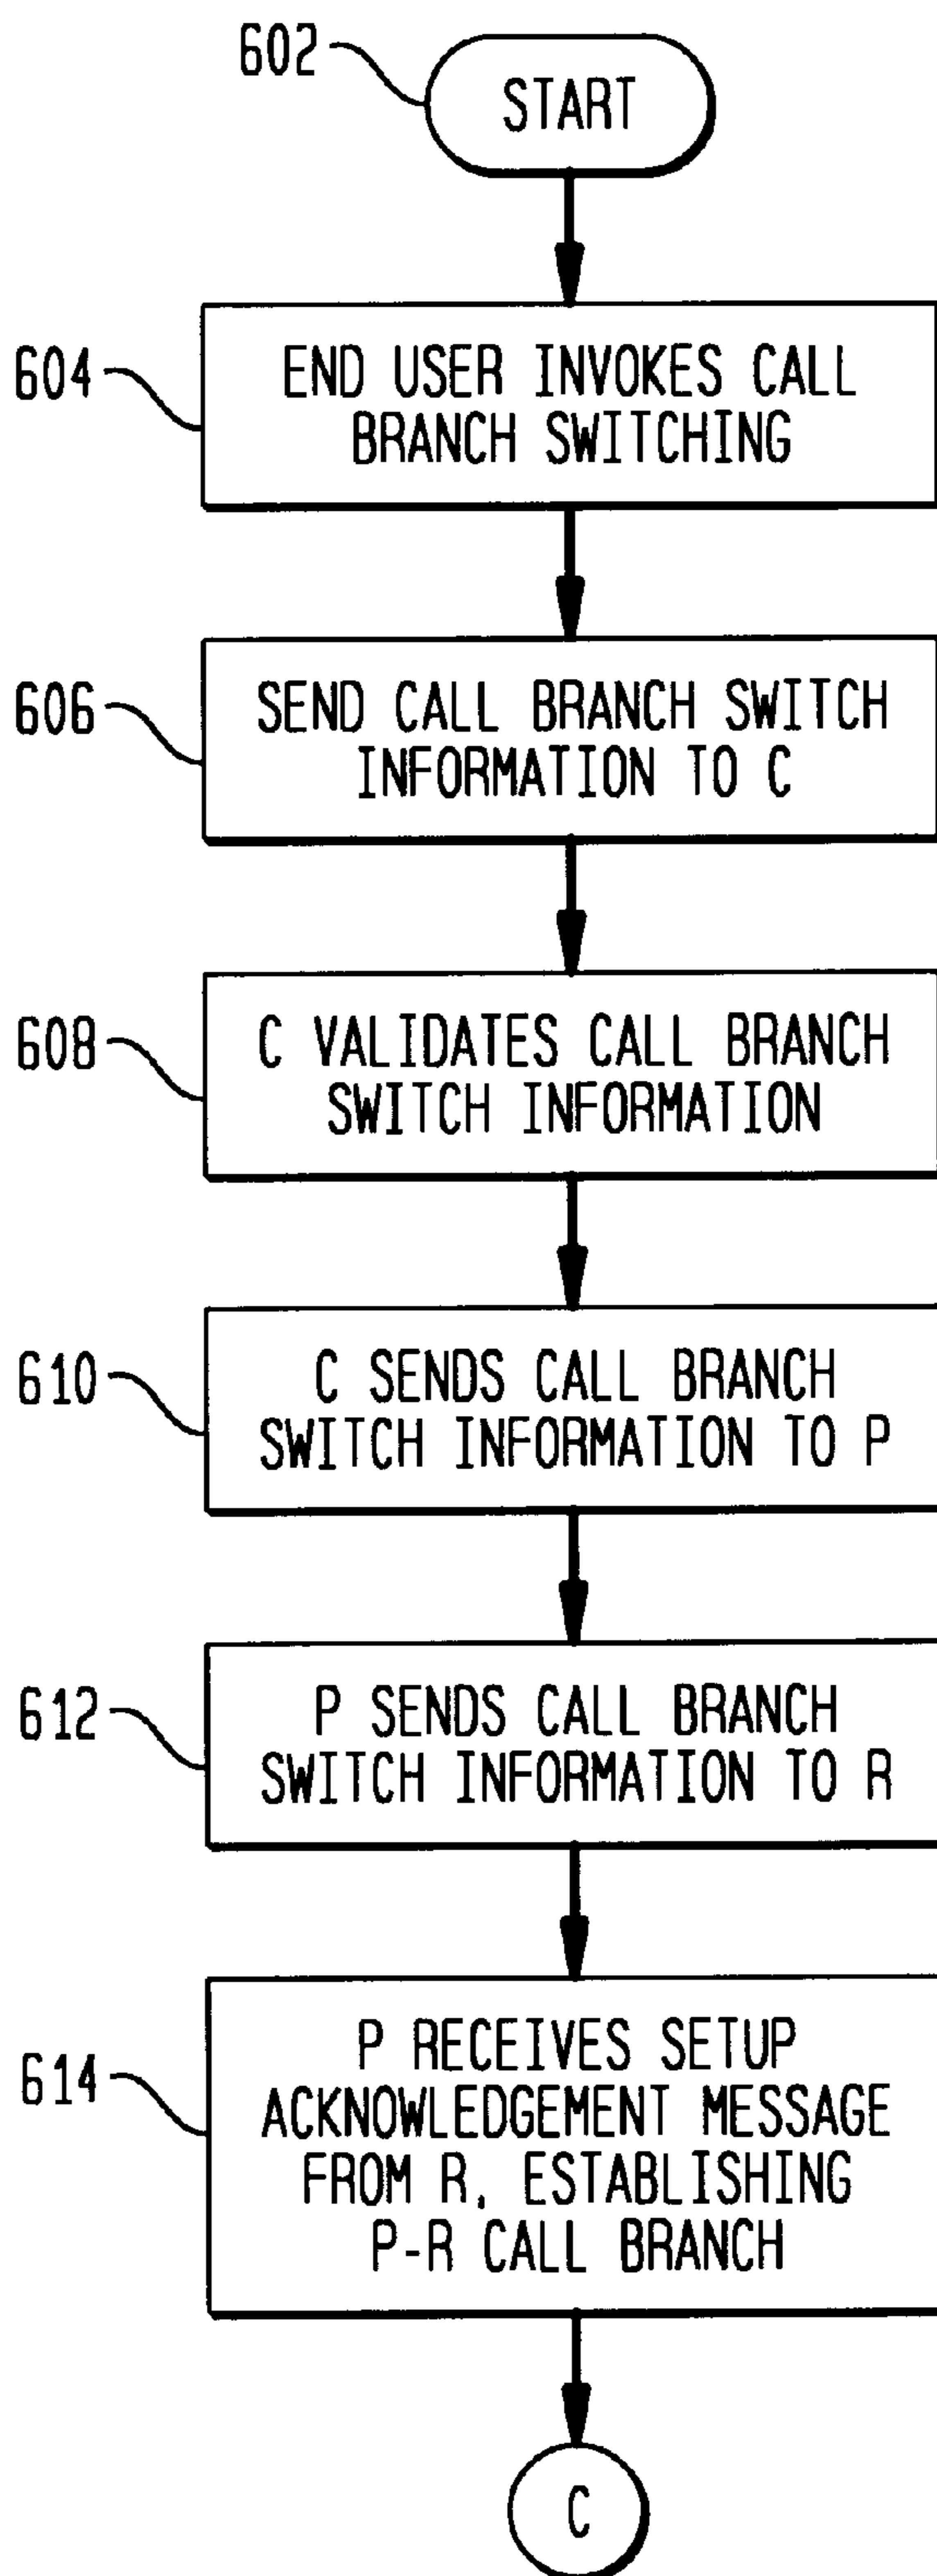 602
START
604
END USER INVOKES CALL
BRANCH SWITCHING
606
SEND CALL BRANCH SWITCH
INFORMATION TO C
608
C VALIDATES CALL BRANCH
SWITCH INFORMATION
610
C SENDS CALL BRANCH
SWITCH INFORMATION TO P
612
P SENDS CALL BRANCH
SWITCH INFORMATION TO R
614
P RECEIVES SETUP
ACKNOWLEDGEMENT MESSAGE
FROM R, ESTABLISHING
P-R CALL BRANCH
C